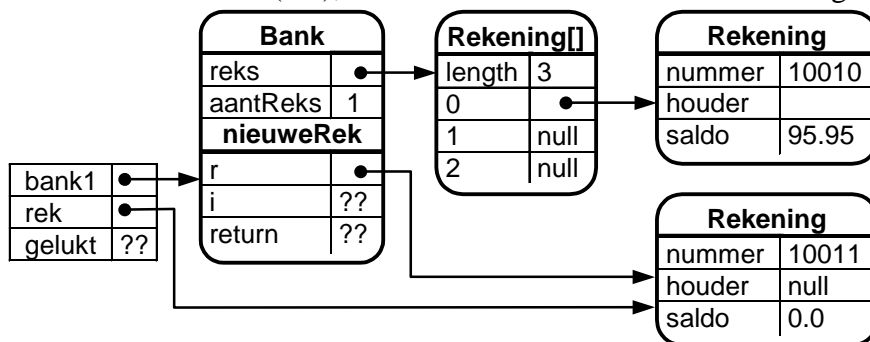 Bank
reks
aantReks 1
nieuweRek
r
i ??
return ??
Rekening[]
length 3
0
1 null
2 null
Rekening
nummer 10010
houder
saldo 95.95
bank1
rek
gelukt ??
Rekening
nummer 10011
houder null
saldo 0.0